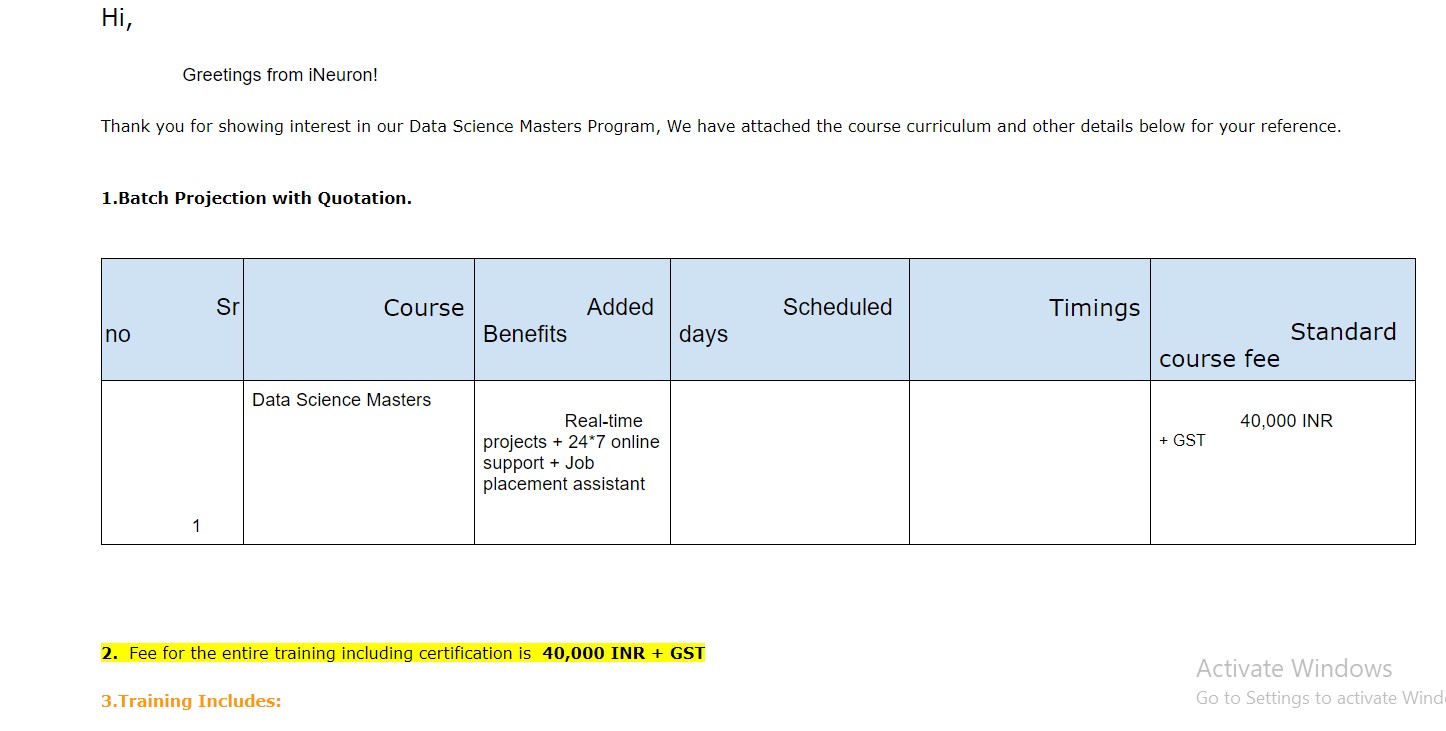 Hi,
Greetings from iNeuron!
Thank you for showing interest in our Data Science Masters Program, We have attached the course curriculum and other details below for your reference.
1.Batch Projection with Quotation.
Sr
no
Course
Added
Benefits
Scheduled
days
Timings
Standard
course fee
1
Data Science Masters
Real-time
projects + 24*7 online
support + Job
placement assistant
40,000 INR
+ GST
2. Fee for the entire training including certification is 40,000 INR + GST
3.Training Includes:
Activate Windows
Go to Settings to activate Wind